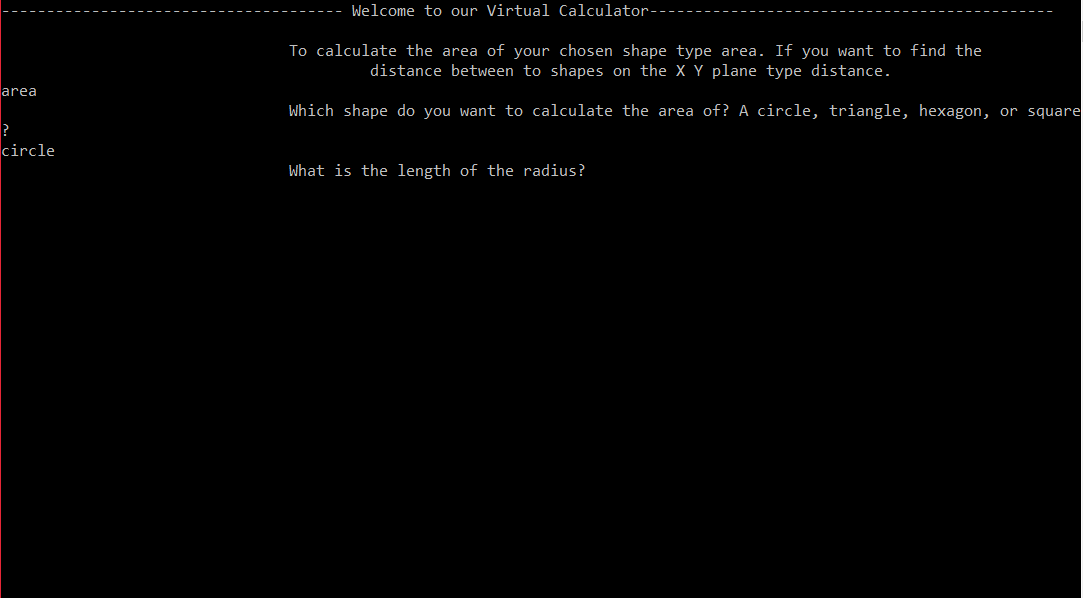 -------------------------------------- Welcome to our Virtual Calculator---------------------------------------------
To calculate the area of your chosen shape type area. If you want to find the
distance between to shapes on the X Y plane type distance.
area
Which shape do you want to calculate the area of? A circle, triangle, hexagon, or square
?
circle
What is the length of the radius?